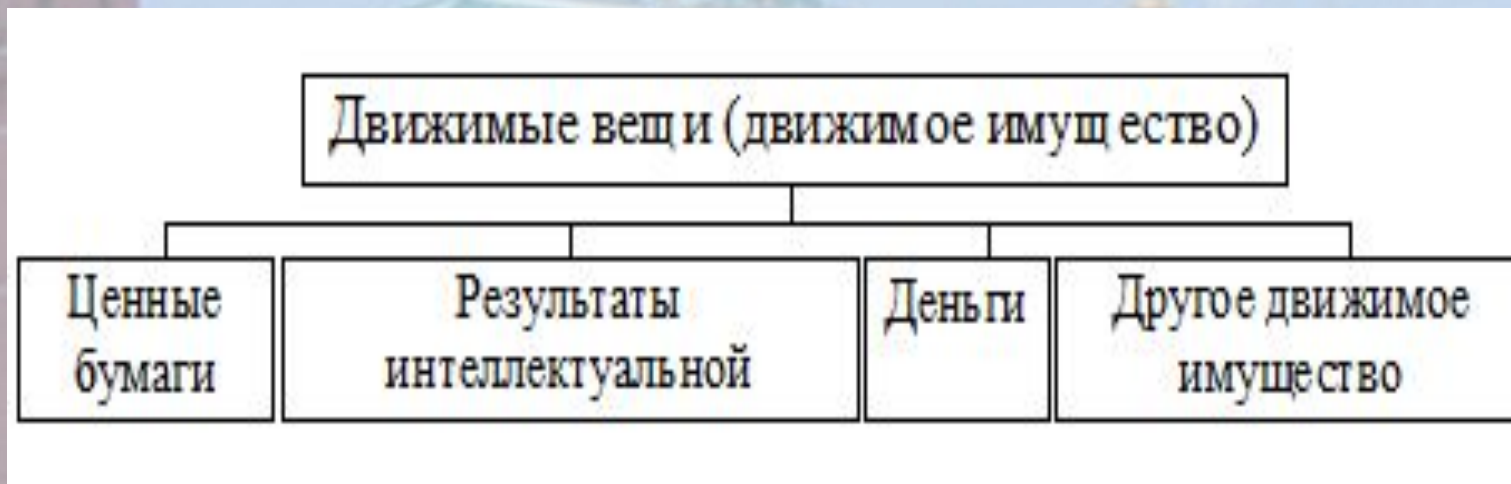 Движимые вещи (движимое имущество)
Ценные
бумаги
Результаты
интеллектуальной
Деньги
Другое движимое
имущество